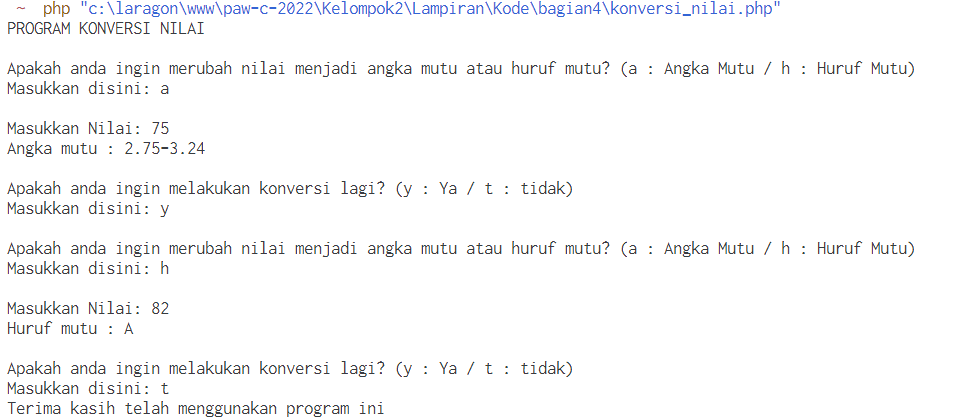 ~ php "c:\laragon\www\paw-c-2022\Kelompok2\Lampiran\Kode\bagian4\konversi_nilai.php"
PROGRAM KONVERSI NILAI
Apakah anda ingin merubah nilai menjadi angka mutu atau huruf mutu? (a : Angka Mutu / h : Huruf Mutu)
Masukkan disini: a
Masukkan Nilai: 75
Angka mutu : 2.75-3.24
Apakah anda ingin melakukan konversi lagi? (y : Ya / t : tidak)
Masukkan disini: y
Apakah anda ingin merubah nilai menjadi angka mutu atau huruf mutu? (a : Angka Mutu / h : Huruf Mutu)
Masukkan disini: h
Masukkan Nilai: 82
Huruf mutu : A
Apakah anda ingin melakukan konversi lagi? (y : Ya / t : tidak)
Masukkan disini: t
Terima kasih telah menggunakan program ini